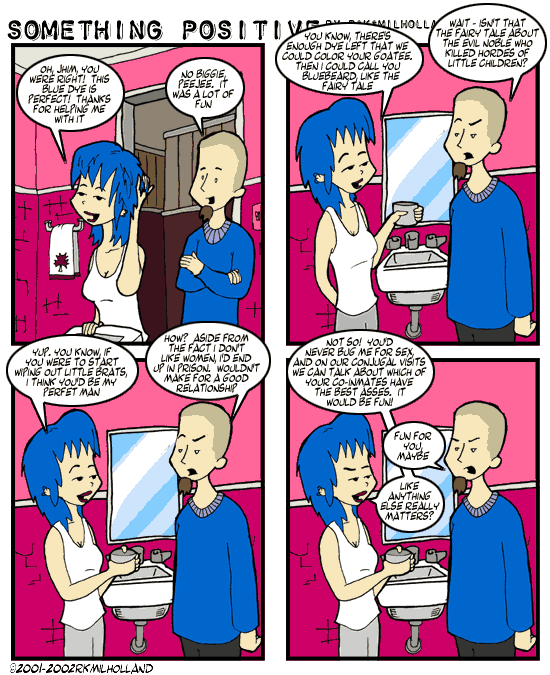 SOMETHING POSITIVE
OH, JHIM, YOU
WERE RIGHT! THIS
BLUE DYE IS
PERFECT! THANKS
FOR HELPING ME
WITH IT
NO BIGGIE,
PEEJEE. IT
WAS A LOT OF
FUN
YOU KNOW, THERE'S
ENOUGH DYE LEFT THAT WE
COULD COLOR YOUR GOATEE.
THEN I COULD CALL YOU
BLUEBEARD, LIKE THE
FAIRY TALE
WAIT - ISN'T THAT
THE FAIRY TALE ABOUT
THE EVIL NOBLE WHO
KILLED HORDES OF
LITTLE CHILDREN?
YUP. YOU KNOW, IF
YOU WERE TO START
WIPING OUT LITTLE BRATS,
I THINK YOU'D BE MY
PERFET MAN
HOW? ASIDE FROM
THE FACT I DON'T
LIKE WOMEN, I'D END
UP IN PRISON. WOULDN'T
MAKE FOR A GOOD
RELATIONSHIP
NOT SO! YOU'D
NEVER BUG ME FOR SEX,
AND ON OUR CONJUGAL VISITS
WE CAN TALK ABOUT WHICH OF
YOUR CO-INMATES HAVE
THE BEST ASSES. IT
WOULD BE FUN!
FUN FOR
YOU,
MAYBE
LIKE
ANYTHING
ELSE REALLY
MATTERS?
©2001-2002RKMILHOLLAND